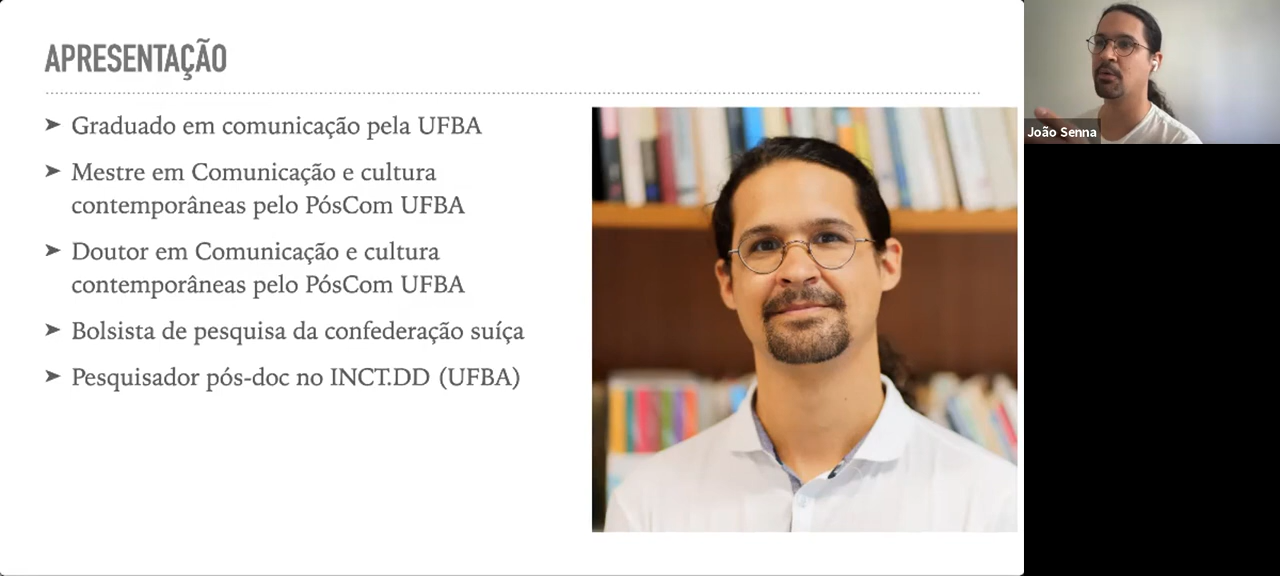 APRESENTAÇÃO
➤ Graduado em comunicação pela UFBA
➤ Mestre em Comunicação e cultura
contemporâneas pelo PósCom UFBA
➤ Doutor em Comunicação e cultura
contemporâneas pelo PósCom UFBA
➤ Bolsista de pesquisa da confederação suíça
➤ Pesquisador pós-doc no INCT.DD (UFBA)
João Senna